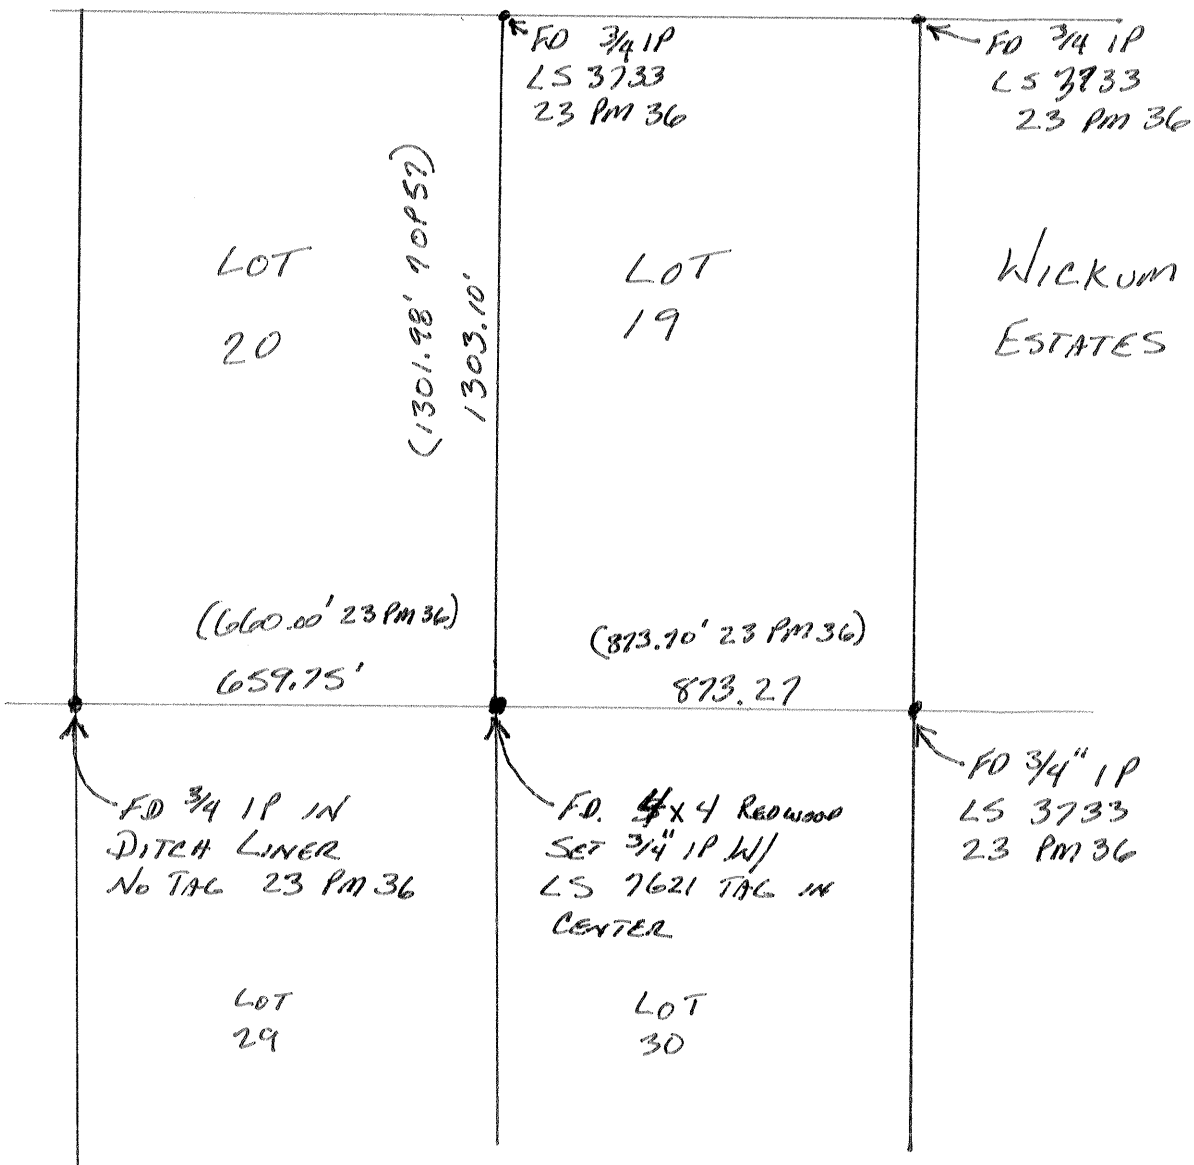 FD 3/4 IP
LS 3733
23 PM 36
FD 3/4 IP
LS 3733
23 PM 36
(1301.98' 7OP57)
1303.10'
LOT
20
LOT
19
WICKUM
ESTATES
(660.00' 23 PM 36)
659.75'
(873.70' 23 PM 36)
873.27
FD 3/4 IP IN
DITCH LINER
NO TAG 23 PM 36
FD. 4x4 REDWOOD
SET 3/4" IP W/
LS 7621 TAG IN
CENTER
FD 3/4" IP
LS 3733
23 PM 36
LOT
29
LOT
30